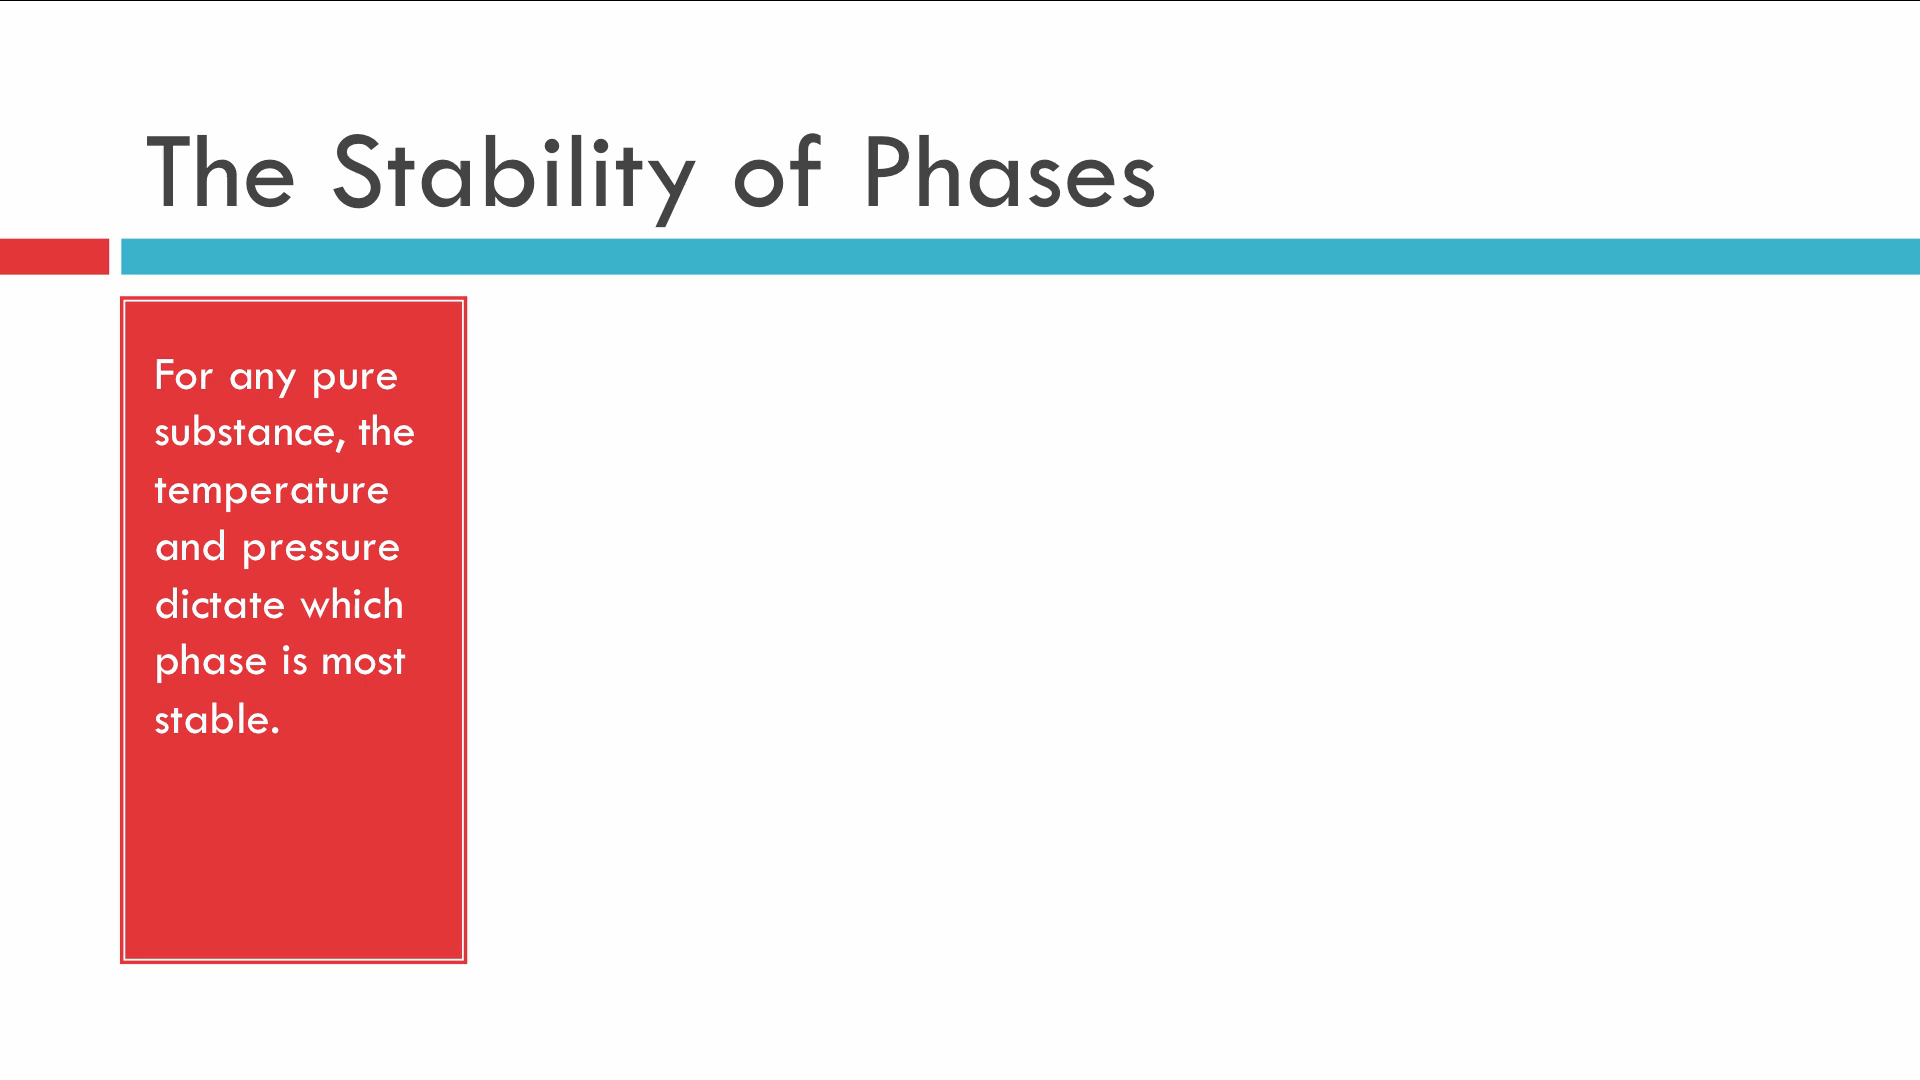 The Stability of Phases
For any pure
substance, the
temperature
and pressure
dictate which
phase is most
stable.